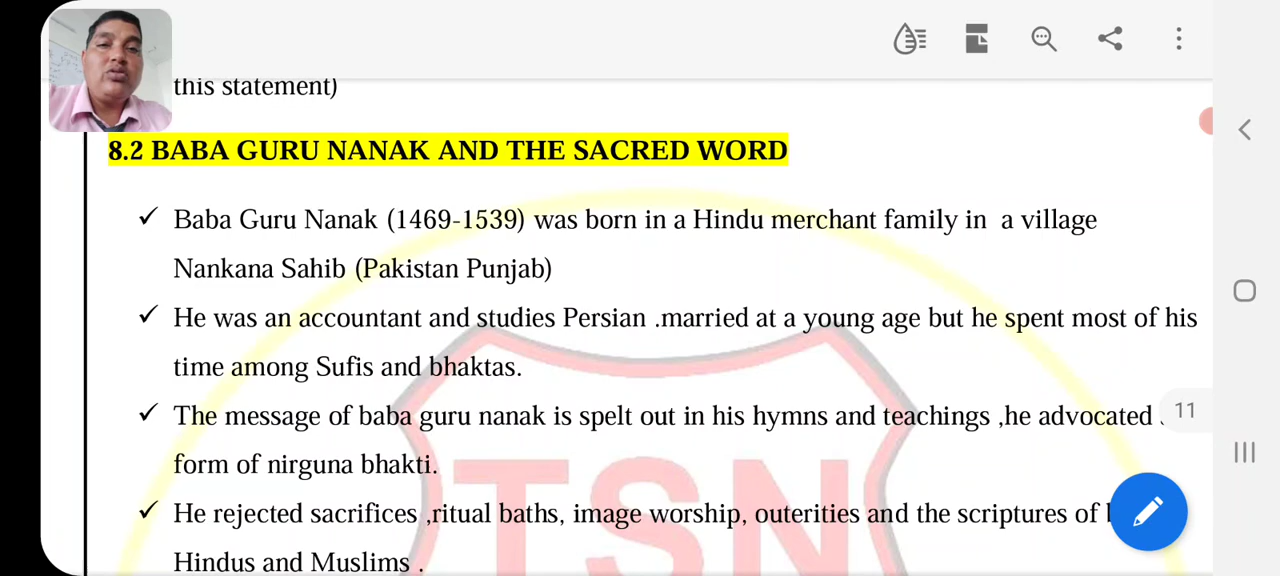 this statement)
8.2 BABA GURU NANAK AND THE SACRED WORD
✓ Baba Guru Nanak (1469-1539) was born in a Hindu merchant family in a village
Nankana Sahib (Pakistan Punjab)
✓ He was an accountant and studies Persian .married at a young age but he spent most of his
time among Sufis and bhaktas.
✓ The message of baba guru nanak is spelt out in his hymns and teachings ,he advocated
11
form of nirguna bhakti.
✓ He rejected sacrifices ,ritual baths, image worship, outerities and the scriptures of
Hindus and Muslims .
TSN